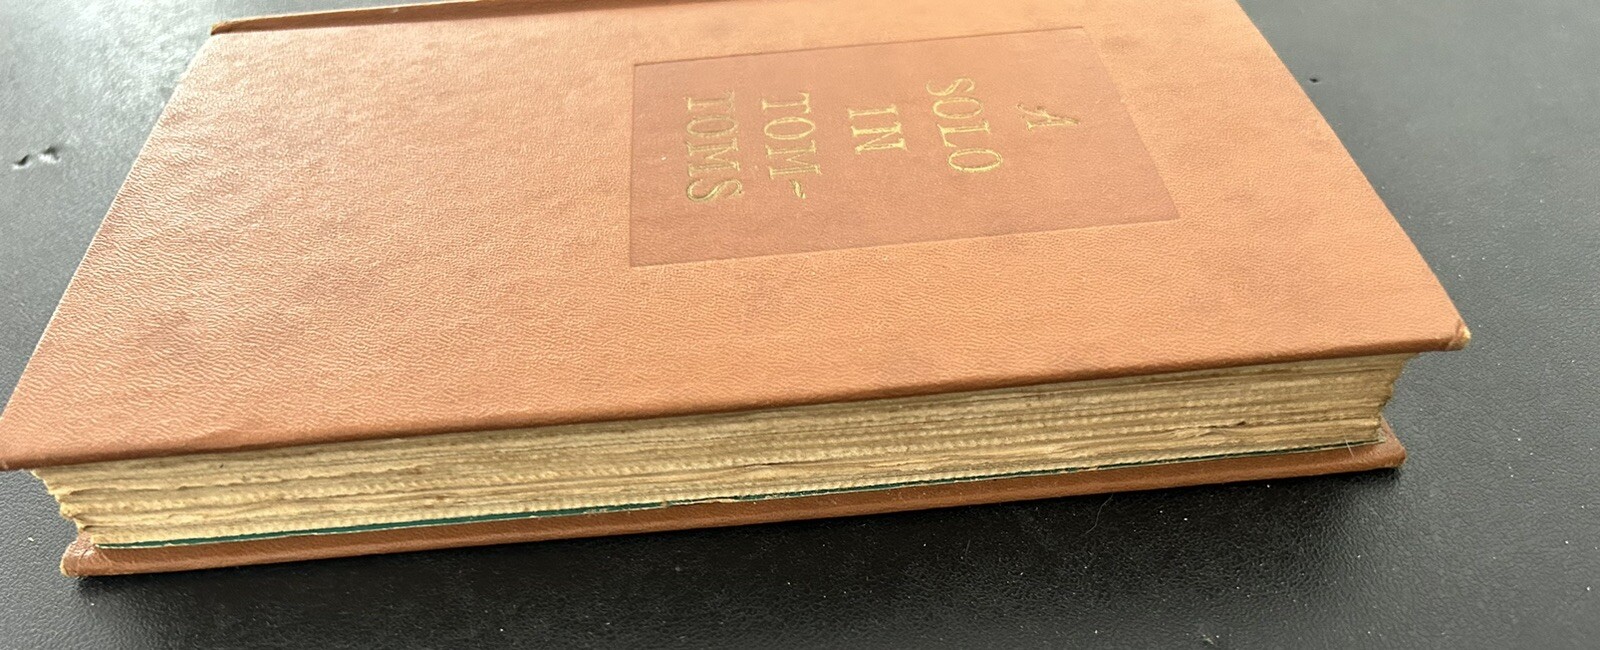 A
SOLO
IN
TOM-
TOMS